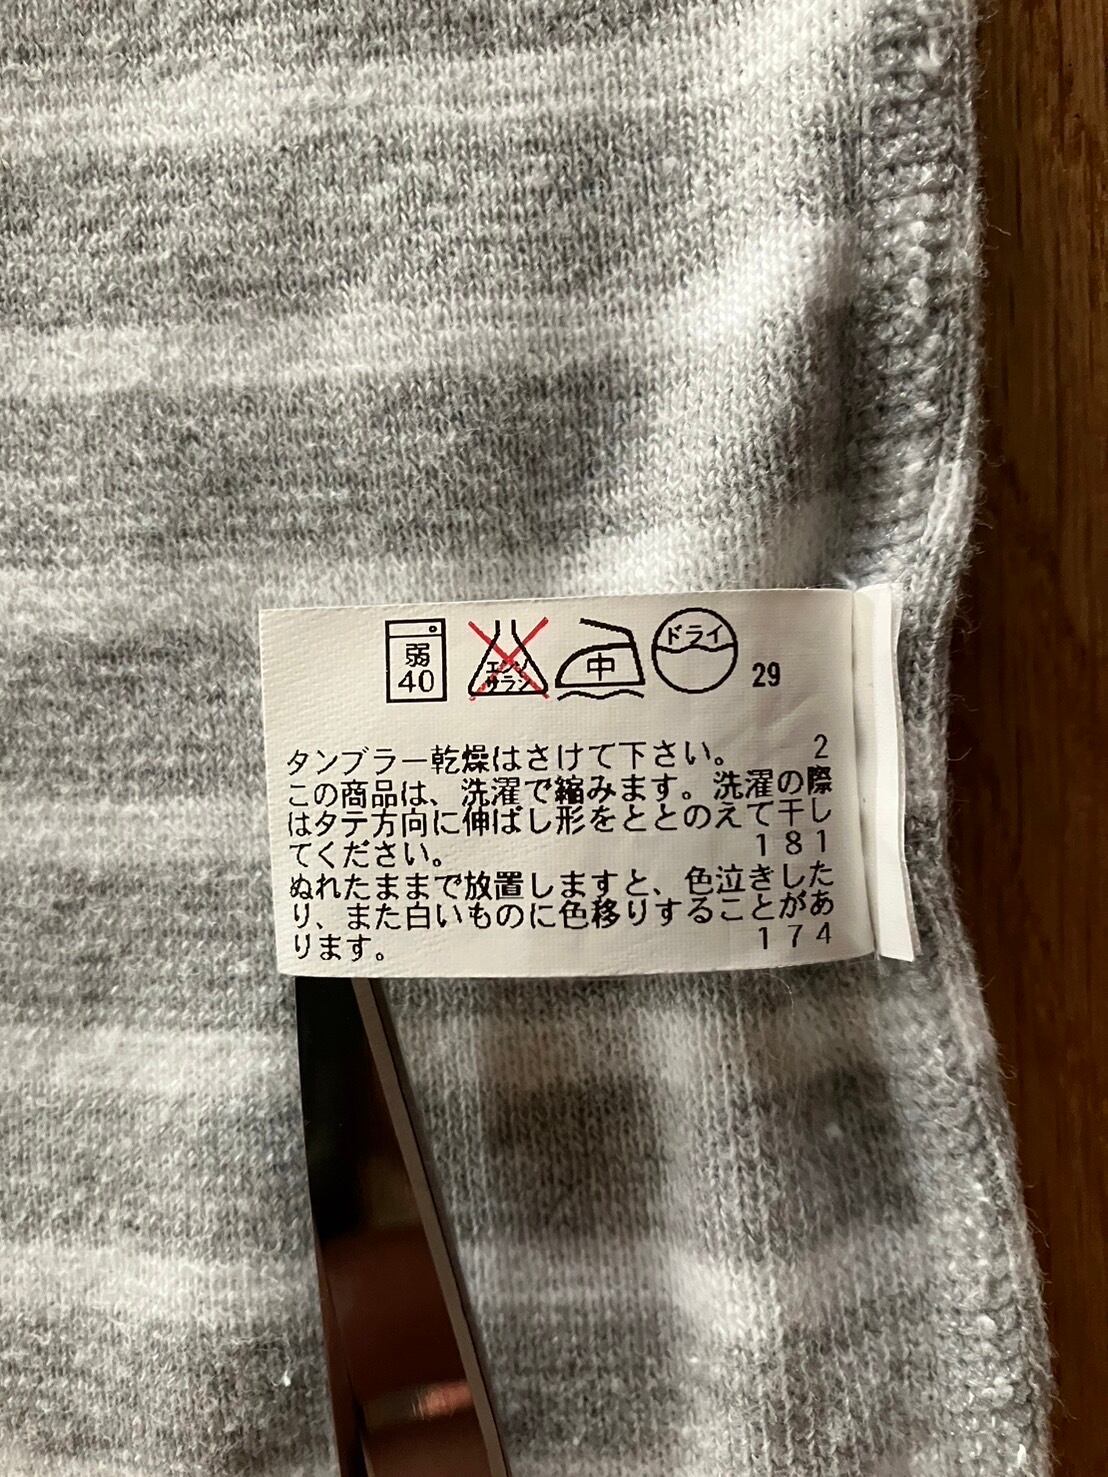 弱
40
エンソ
サラシ
中
ドライ
29
タンブラー乾燥はさけて下さい。 2
この商品は、洗濯で縮みます。洗濯の際
はタテ方向に伸ばし形をととのえて干し
てください。 181
ぬれたままで放置しますと、色泣きした
り、また白いものに色移りすることがあ
ります。 174